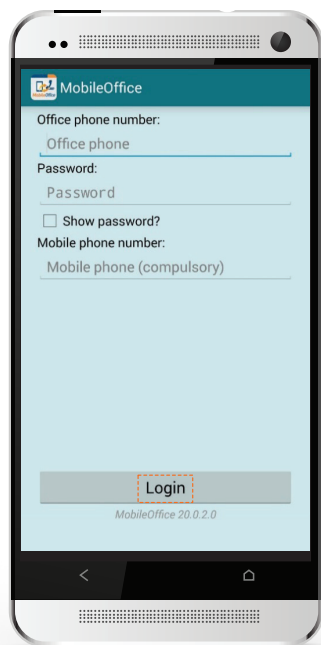 MobileOffice
Office phone number:
Office phone
Password:
Password
Show password?
Mobile phone number:
Mobile phone (compulsory)
Login
MobileOffice 20.0.2.0